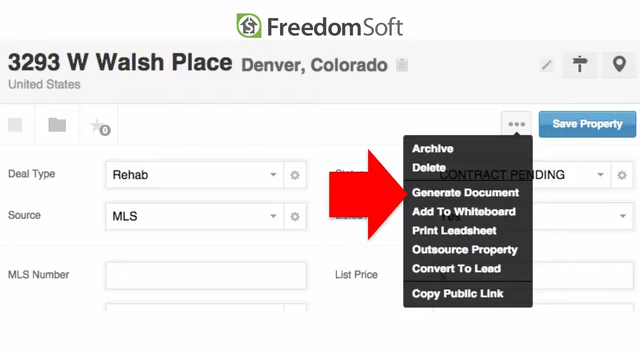 FreedomSoft
3293 W Walsh Place Denver, Colorado
United States
0
Save Property
Archive
Delete
Deal Type
Rehab
CONTRACT PENDING
Generate Document
Source
MLS
Add To Whiteboard
Print Leadsheet
Outsource Property
MLS Number
List Price
Convert To Lead
Copy Public Link